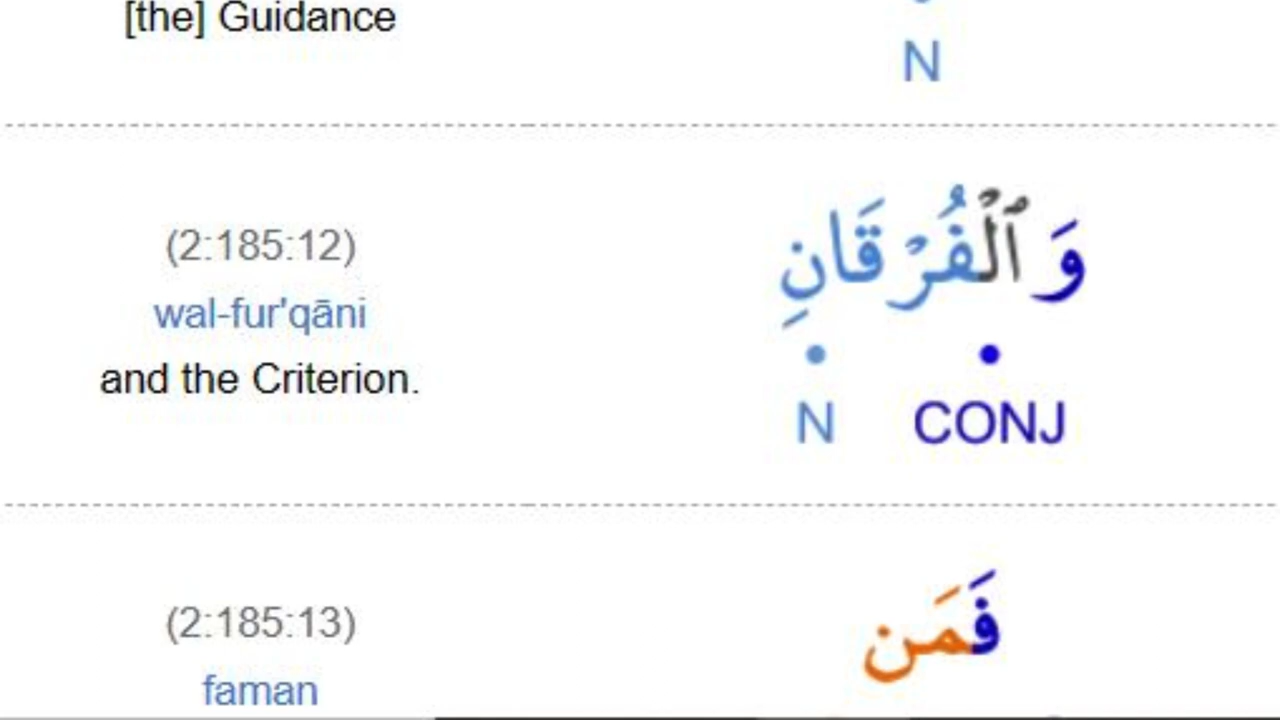 [the] Guidance
N
(2:185:12)
wal-fur'qāni
and the Criterion.
وَٱلْفُرْقَانِ
N CONJ
(2:185:13)
faman
فَمَن